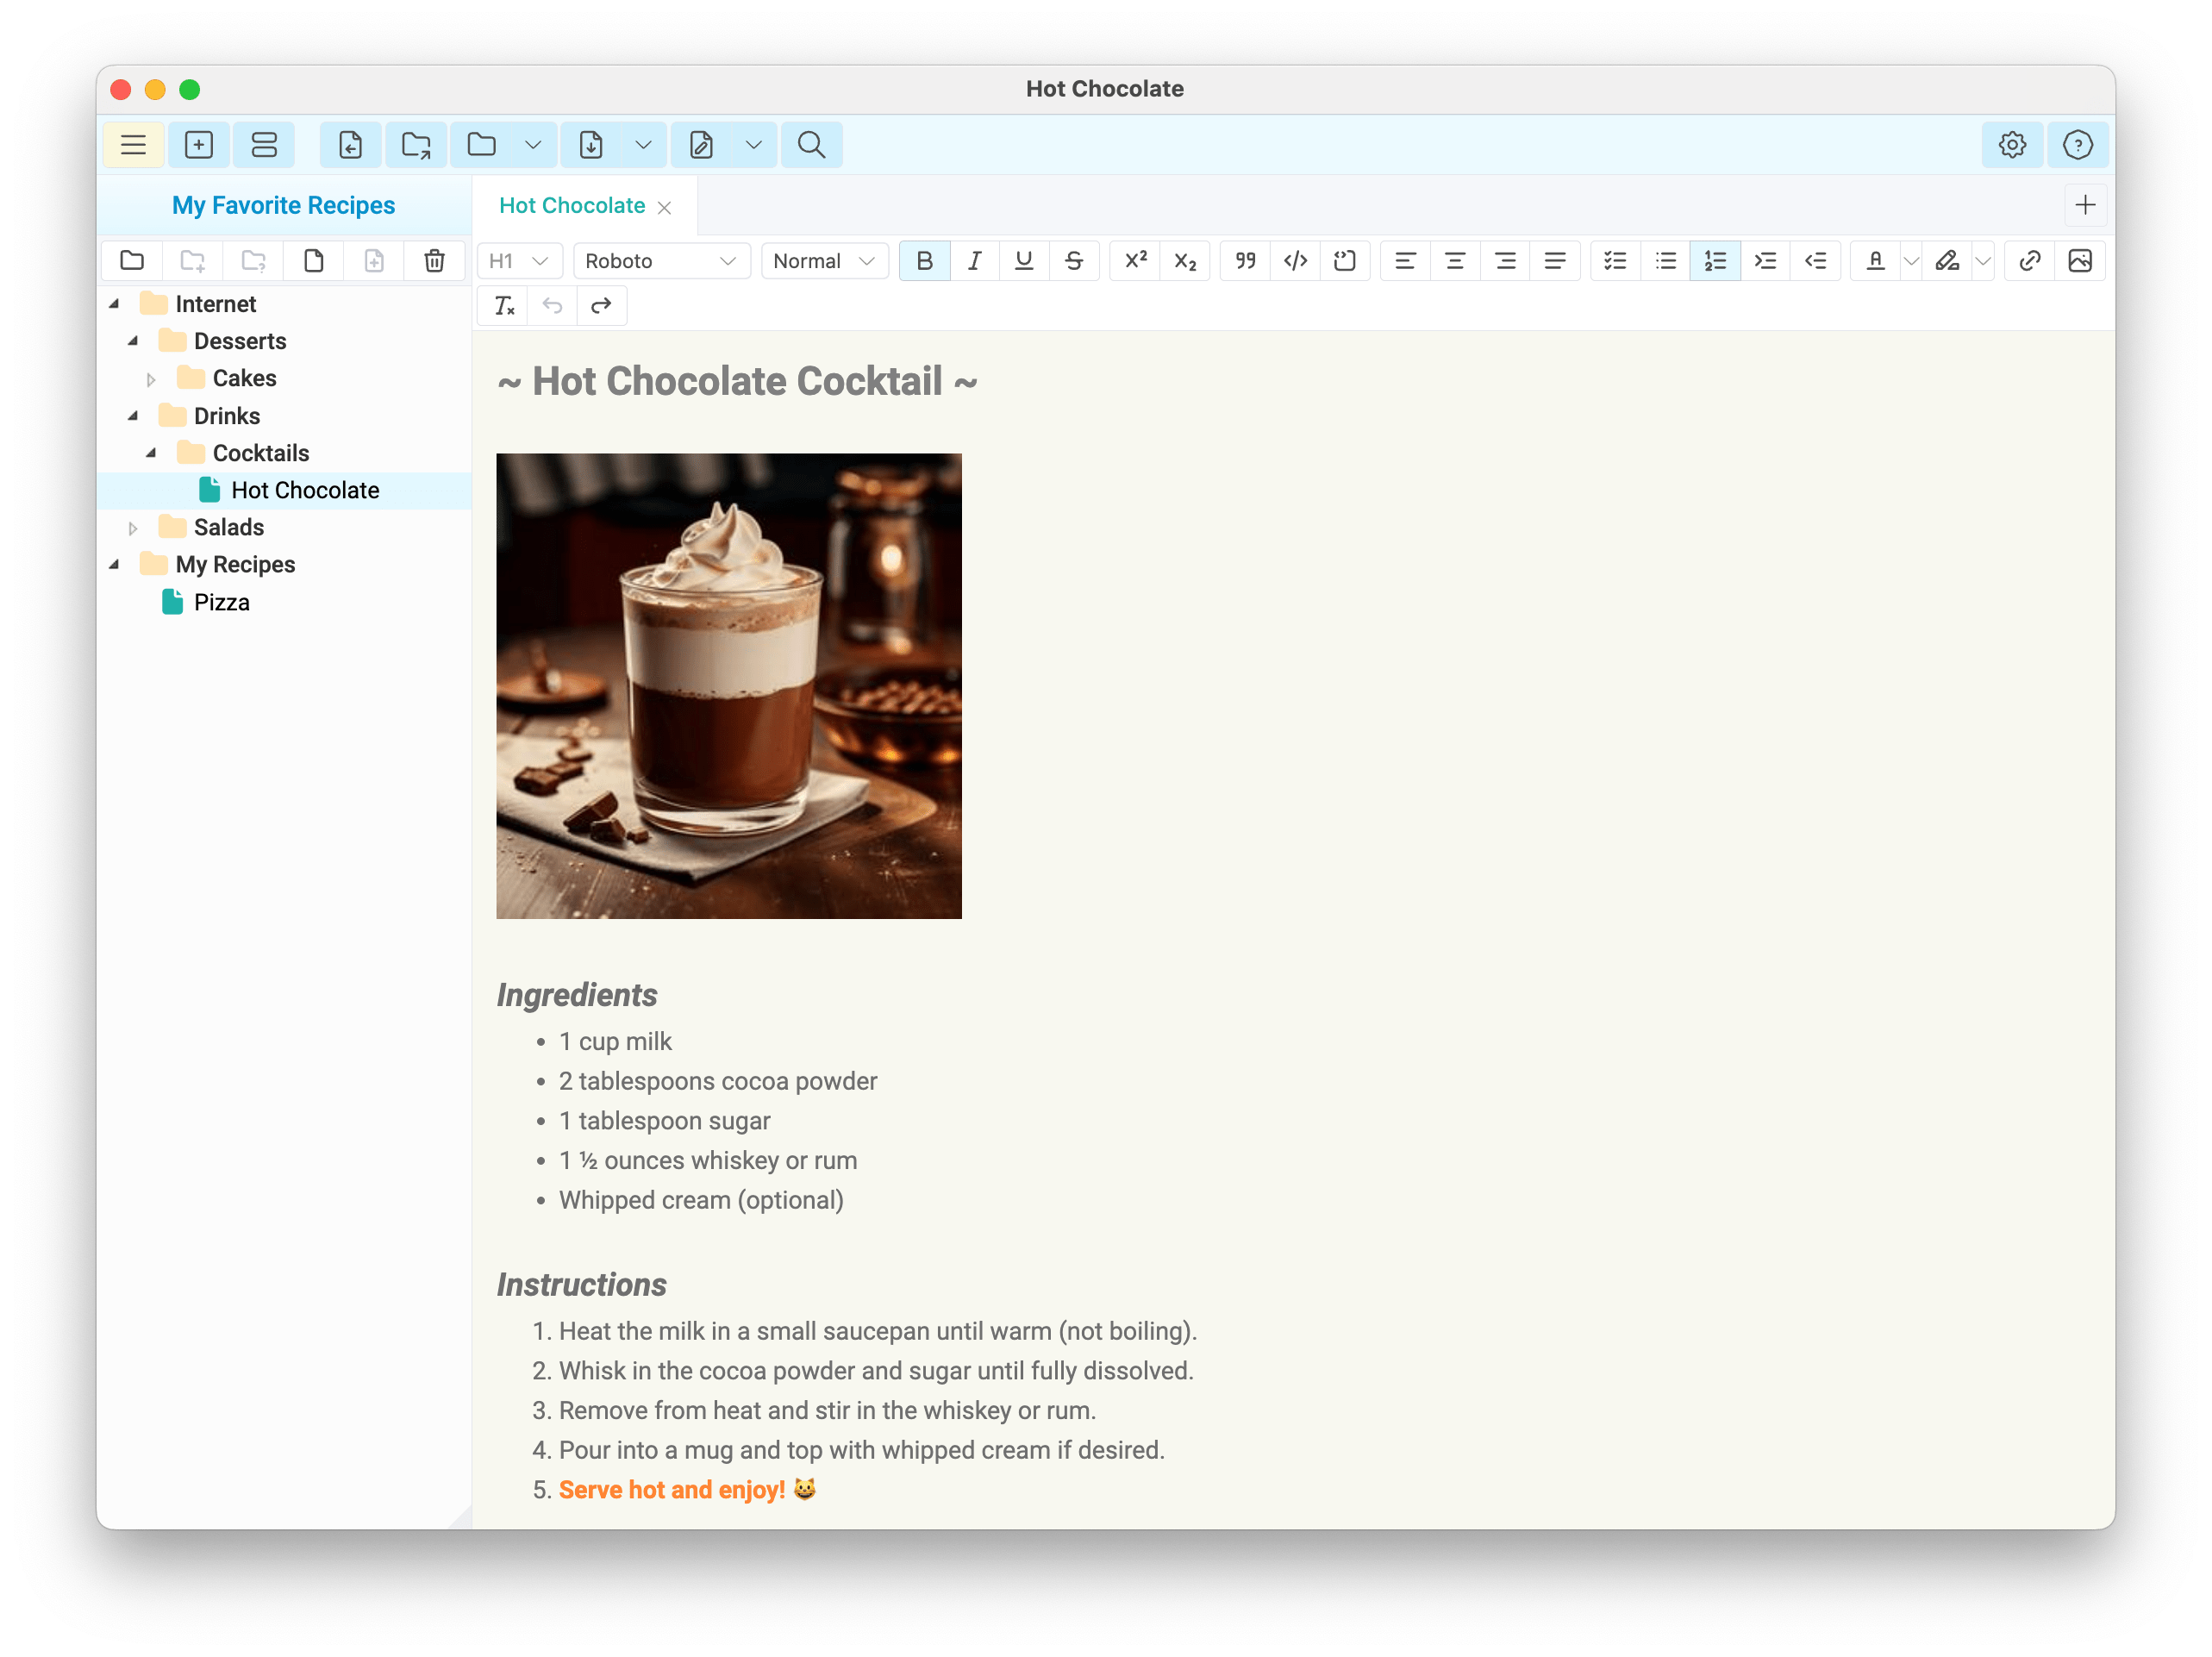 Hot Chocolate
My Favorite Recipes
Hot Chocolate
H1 Roboto Normal
Internet
Desserts
Cakes
Drinks
Cocktails
Hot Chocolate
Salads
My Recipes
Pizza
~ Hot Chocolate Cocktail ~
Ingredients
• 1 cup milk
• 2 tablespoons cocoa powder
• 1 tablespoon sugar
• 1 ½ ounces whiskey or rum
• Whipped cream (optional)
Instructions
1. Heat the milk in a small saucepan until warm (not boiling).
2. Whisk in the cocoa powder and sugar until fully dissolved.
3. Remove from heat and stir in the whiskey or rum.
4. Pour into a mug and top with whipped cream if desired.
5. Serve hot and enjoy! 😺